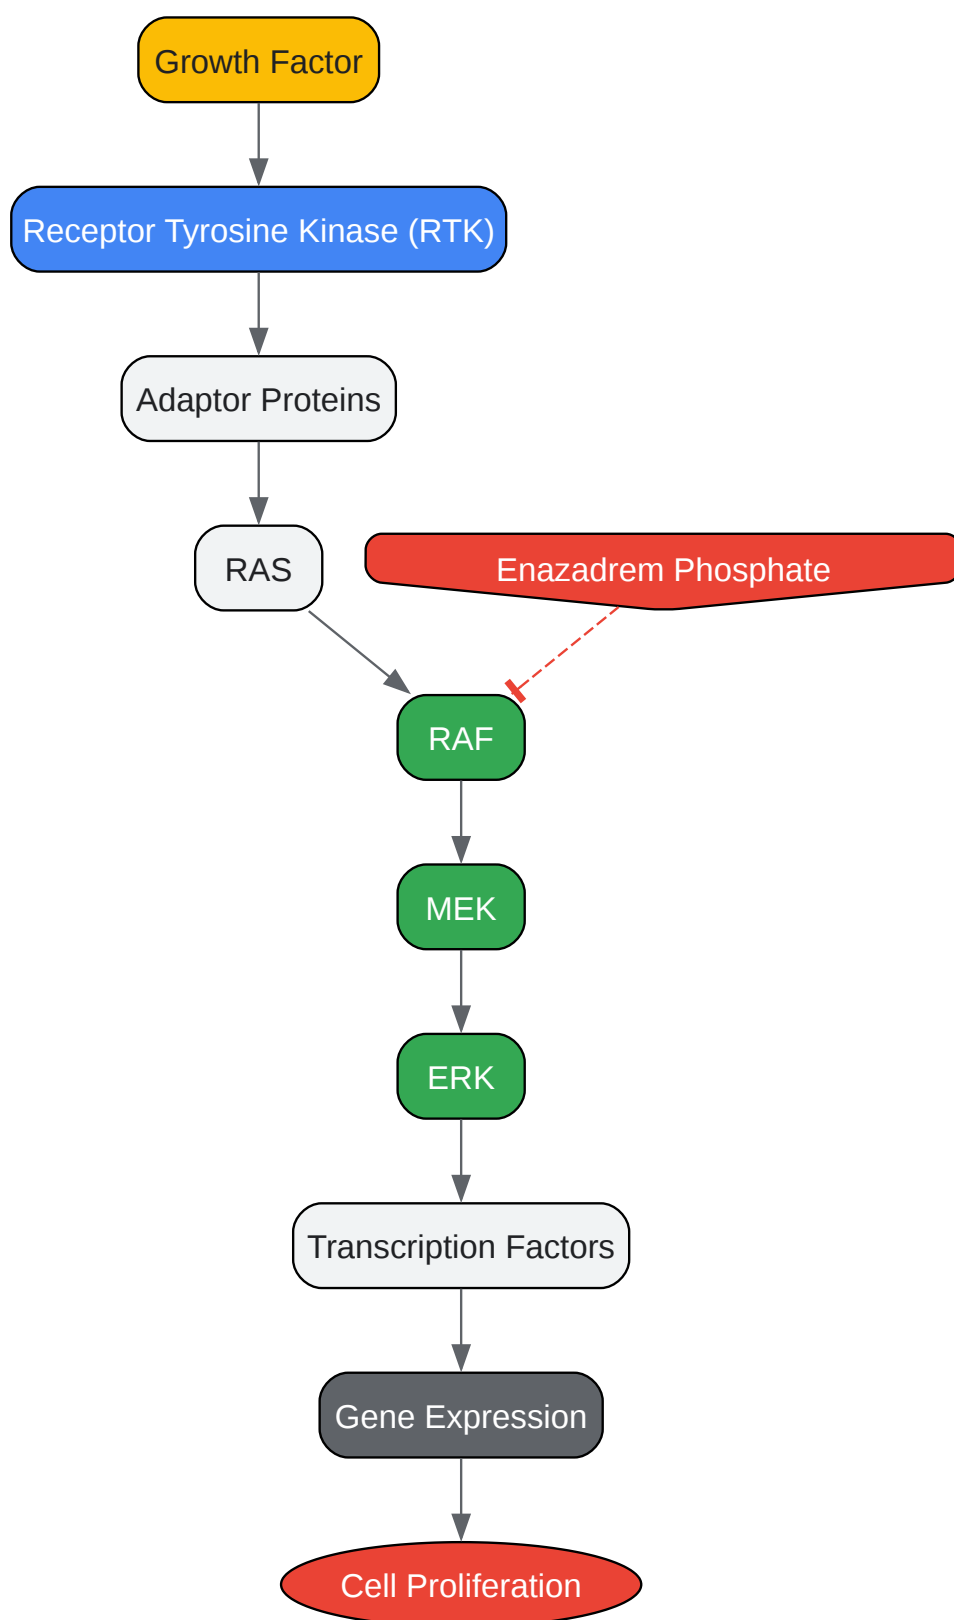 Growth Factor
Receptor Tyrosine Kinase (RTK)
Adaptor Proteins
RAS
Enazadrem Phosphate
RAF
MEK
ERK
Transcription Factors
Gene Expression
Cell Proliferation